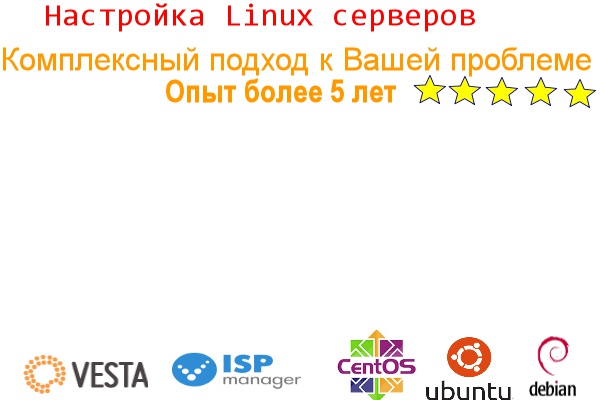 Настройка Linux серверов
Комплексный подход к Вашей проблеме
Опыт более 5 лет
VESTA
ISP
manager
CentOS
ubuntu
debian